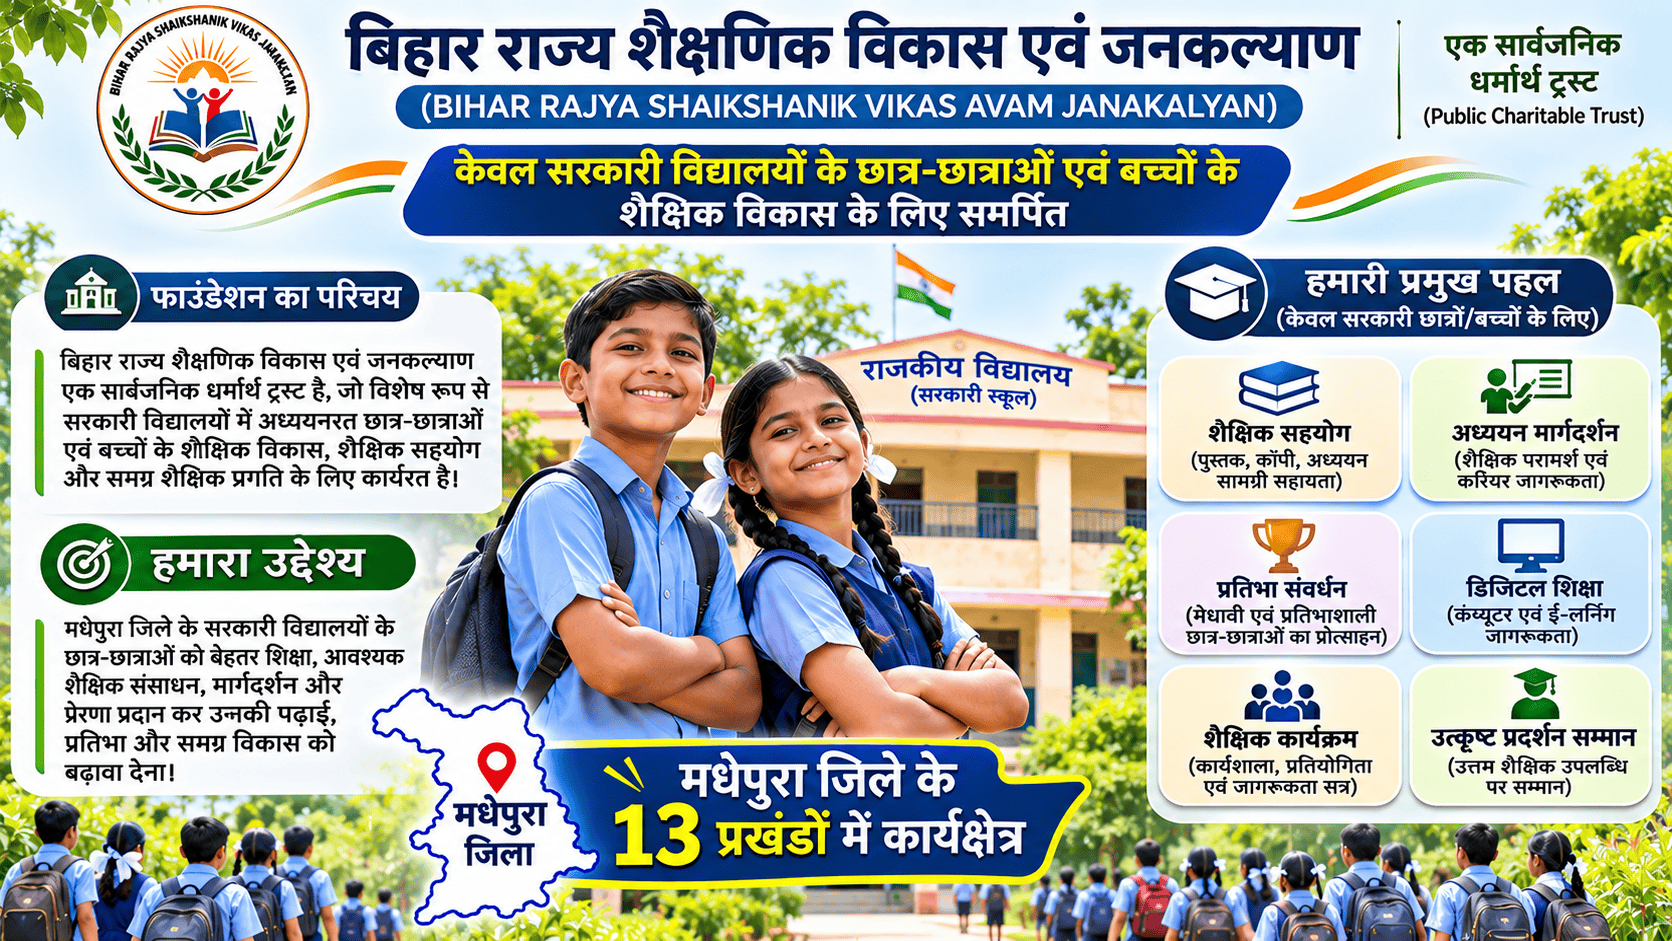 BIHAR RAJYA SHAIKSHANIK VIKAS
बिहार राज्य शैक्षणिक विकास एवं जनकल्याण
(BIHAR RAJYA SHAIKSHANIK VIKAS AVAM JANAKALYAN)
एक सार्वजनिक
धर्मार्थ ट्रस्ट
(Public Charitable Trust)
केवल सरकारी विद्यालयों के छात्र-छात्राओं एवं बच्चों के
शैक्षिक विकास के लिए समर्पित
फाउंडेशन का परिचय
बिहार राज्य शैक्षणिक विकास एवं जनकल्याण
एक सार्बजनिक धर्मार्थ ट्रस्ट है, जो विशेष रूप से
सरकारी विद्यालयों में अध्ययनरत छात्र-छात्राओं
एवं बच्चों के शैक्षिक विकास, शैक्षिक सहयोग
और समग्र शैक्षिक प्रगति के लिए कार्यरत है!
हमारा उद्देश्य
मधेपुरा जिले के सरकारी विद्यालयों के
छात्र-छात्राओं को बेहतर शिक्षा, आवश्यक
शैक्षिक संसाधन, मार्गदर्शन और
प्रेरणा प्रदान कर उनकी पढ़ाई,
प्रतिभा और समग्र विकास को
बढ़ावा देना!
राजकीय विद्यालय
(सरकारी स्कूल)
मधेपुरा
जिला
मधेपुरा जिले के
13 प्रखंडों में कार्यक्षेत्र
हमारी प्रमुख पहल
(केवल सरकारी छात्रों/बच्चों के लिए)
शैक्षिक सहयोग
(पुस्तक, कॉपी, अध्ययन
सामग्री सहायता)
अध्ययन मार्गदर्शन
(शैक्षिक परामर्श एवं
करियर जागरूकता)
प्रतिभा संवर्धन
(मेधावी एवं प्रतिभाशाली
छात्र-छात्राओं का प्रोत्साहन)
डिजिटल शिक्षा
(कंप्यूटर एवं ई-लर्निंग
जागरूकता)
शैक्षिक कार्यक्रम
(कार्यशाला, प्रतियोगिता
एवं जागरूकता सत्र)
उत्कृष्ट प्रदर्शन सम्मान
(उत्तम शैक्षिक उपलब्धि
पर सम्मान)